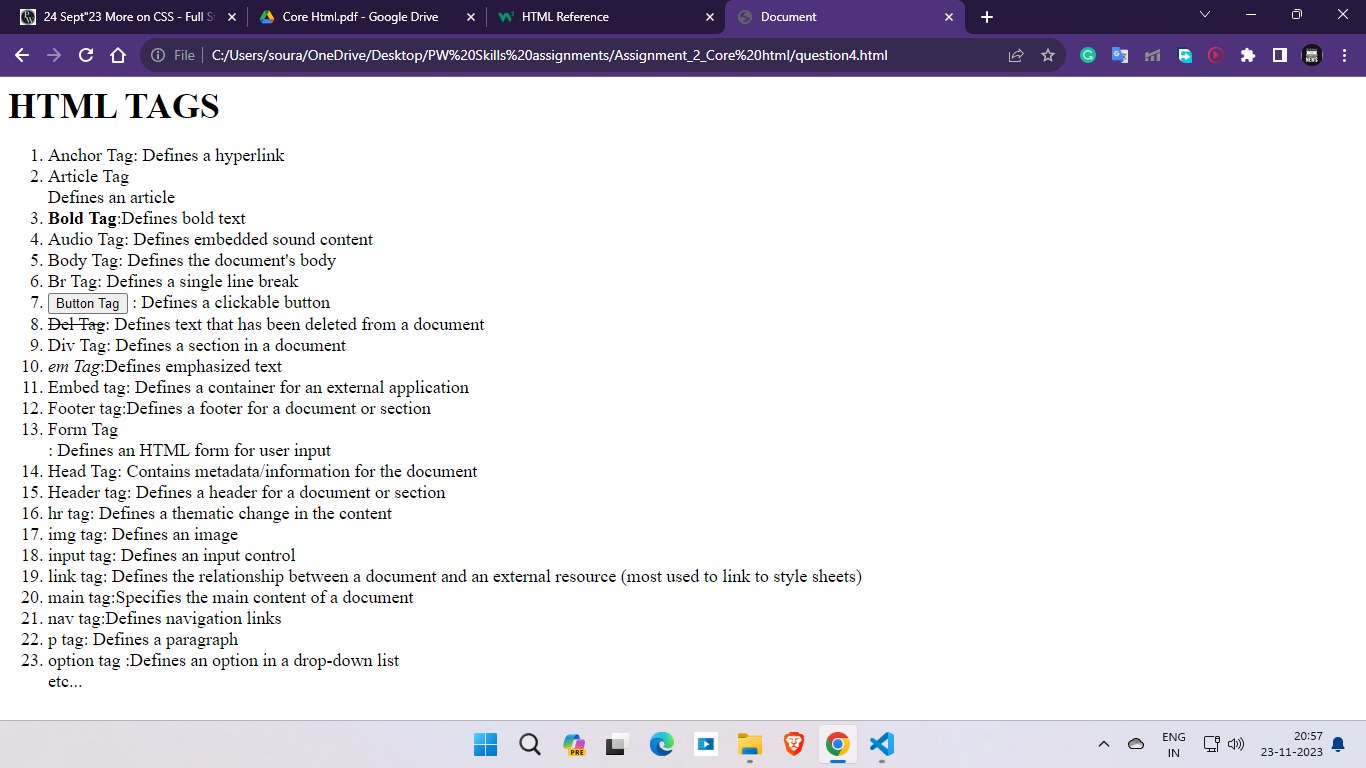 24 Sept"23 More on CSS - Full S
Core Html.pdf - Google Drive
HTML Reference
Document
File
C:/Users/soura/OneDrive/Desktop/PW%20Skills%20assignments/Assignment_2_Core%20html/question4.html
HTML TAGS
1. Anchor Tag: Defines a hyperlink
2. Article Tag
Defines an article
3. Bold Tag:Defines bold text
4. Audio Tag: Defines embedded sound content
5. Body Tag: Defines the document's body
6. Br Tag: Defines a single line break
7. Button Tag : Defines a clickable button
8. Del Tag: Defines text that has been deleted from a document
9. Div Tag: Defines a section in a document
10. em Tag:Defines emphasized text
11. Embed tag: Defines a container for an external application
12. Footer tag:Defines a footer for a document or section
13. Form Tag
: Defines an HTML form for user input
14. Head Tag: Contains metadata/information for the document
15. Header tag: Defines a header for a document or section
16. hr tag: Defines a thematic change in the content
17. img tag: Defines an image
18. input tag: Defines an input control
19. link tag: Defines the relationship between a document and an external resource (most used to link to style sheets)
20. main tag:Specifies the main content of a document
21. nav tag:Defines navigation links
22. p tag: Defines a paragraph
23. option tag :Defines an option in a drop-down list
etc...
PRE
ENG
IN
20:57
23-11-2023